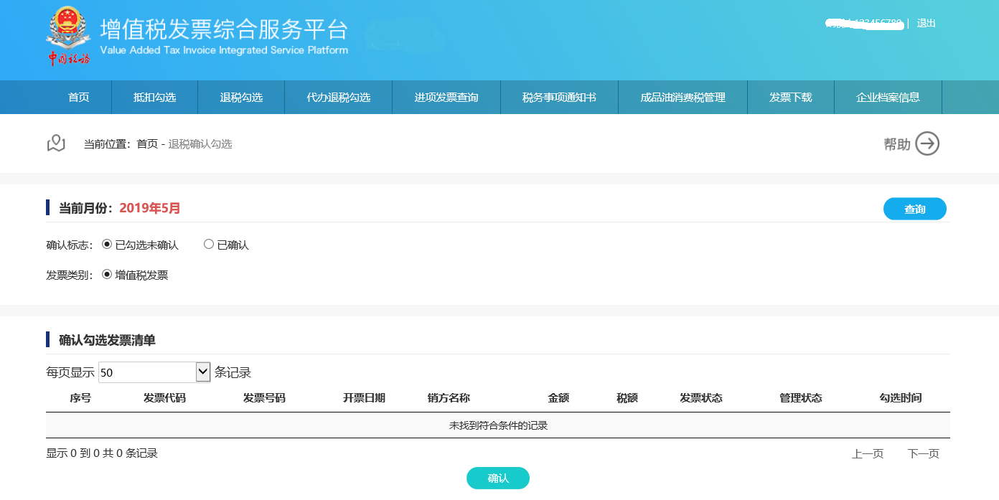 增值税发票综合服务平台
Value Added Tax Invoice Integrated Service Platform
中国税务
| 退出
首页 抵扣勾选 退税勾选 代办退税勾选 进项发票查询 税务事项通知书 成品油消费税管理 发票下载 企业档案信息
当前位置：首页 - 退税确认勾选
帮助
当前月份：2019年5月
查询
确认标志： 已勾选未确认 已确认
发票类别： 增值税发票
确认勾选发票清单
每页显示 50 条记录
序号 发票代码 发票号码 开票日期 销方名称 金额 税额 发票状态 管理状态 勾选时间
未找到符合条件的记录
显示 0 到 0 共 0 条记录
上一页 下一页
确认